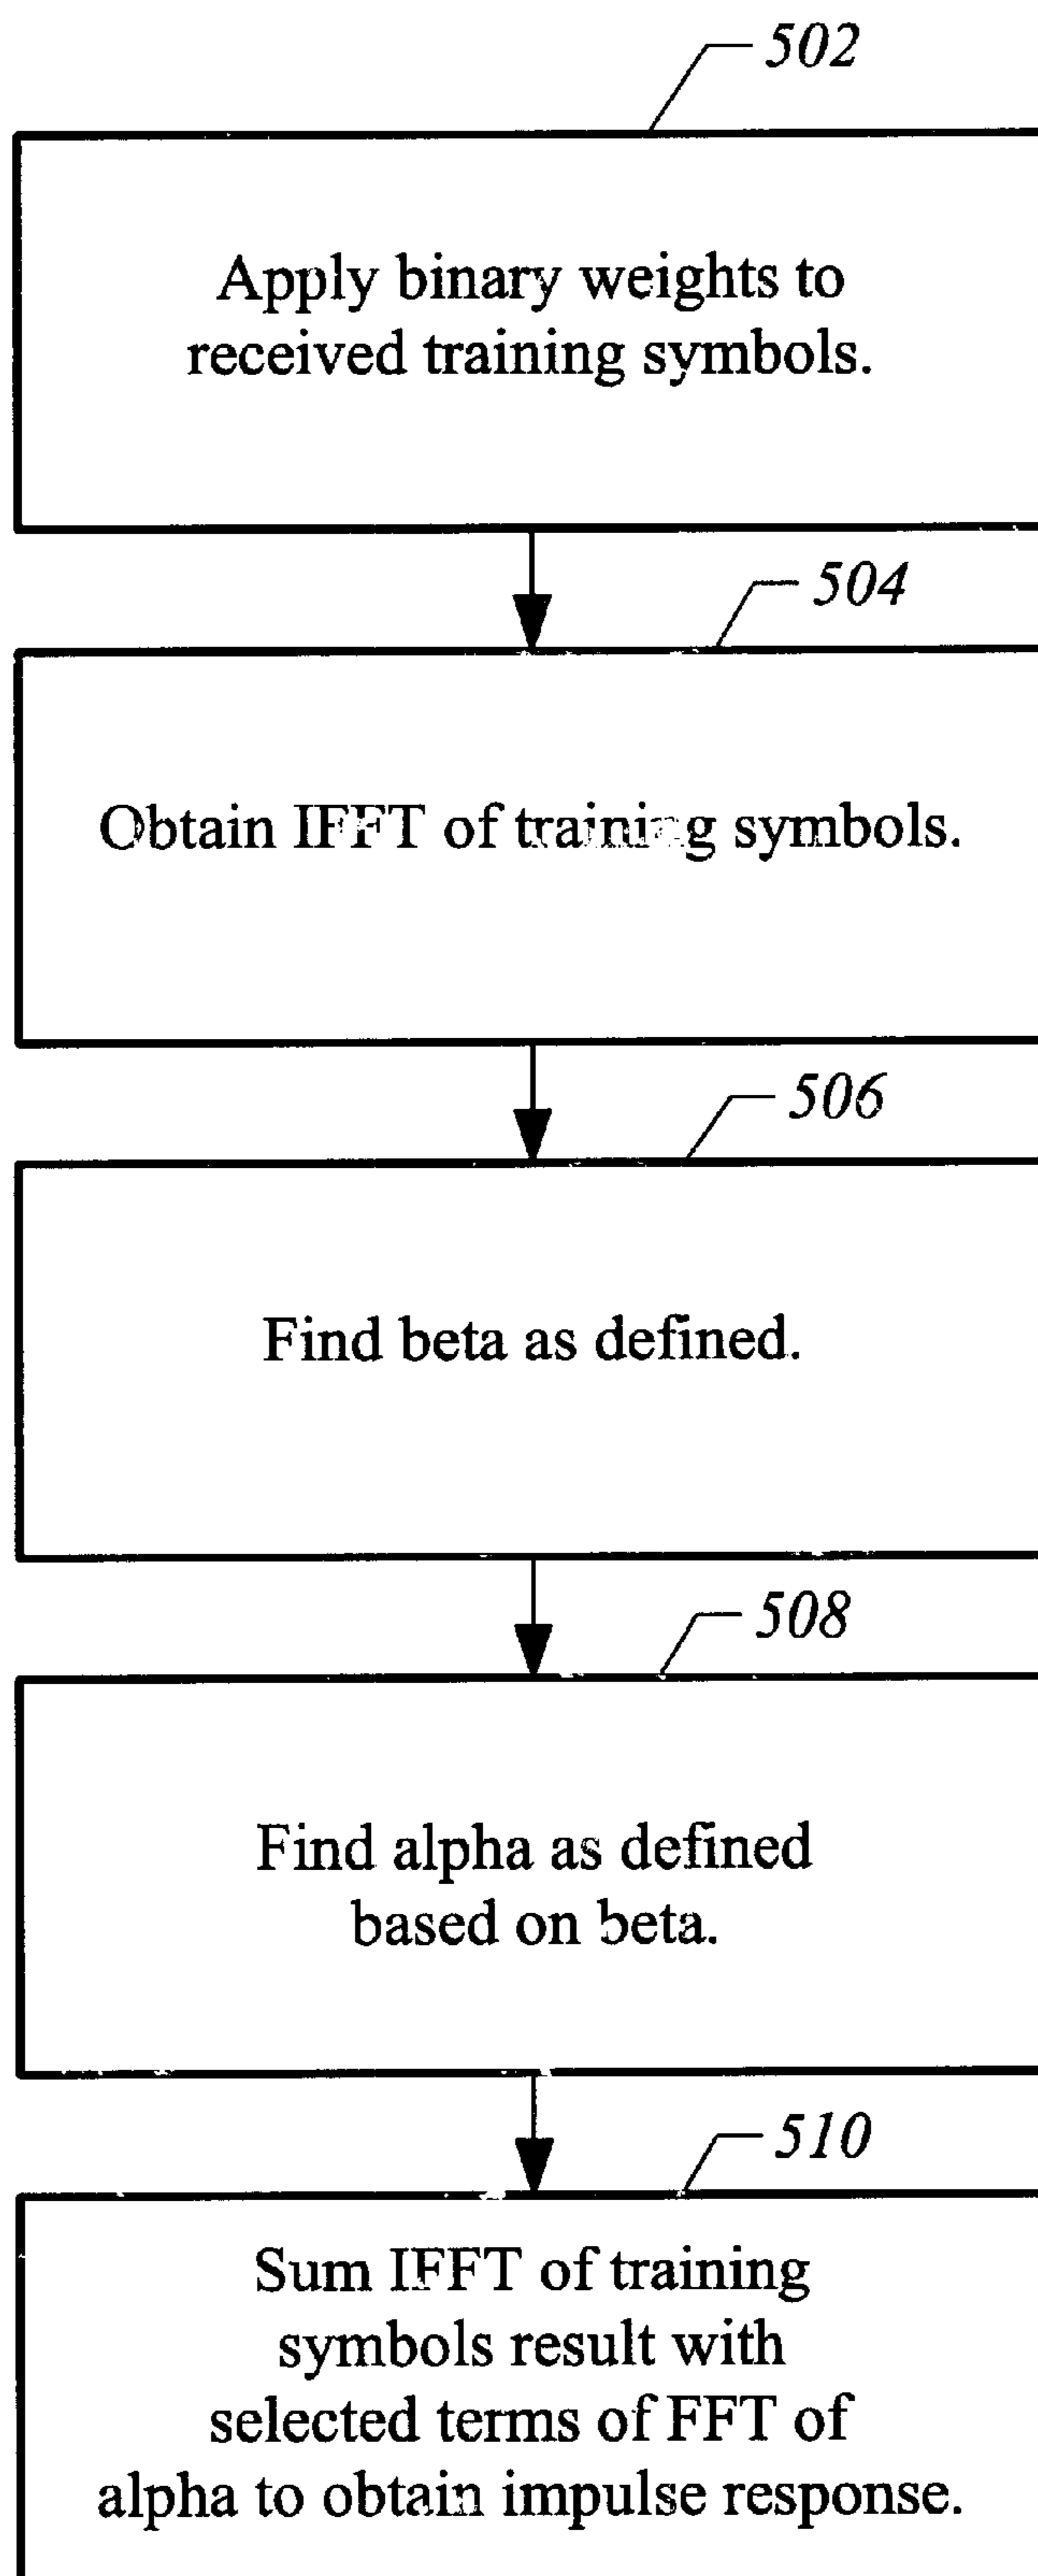 502
Apply binary weights to
received training symbols.
504
Obtain IFFT of training symbols.
506
Find beta as defined.
508
Find alpha as defined
based on beta.
510
Sum IFFT of training
symbols result with
selected terms of FFT of
alpha to obtain impulse response.